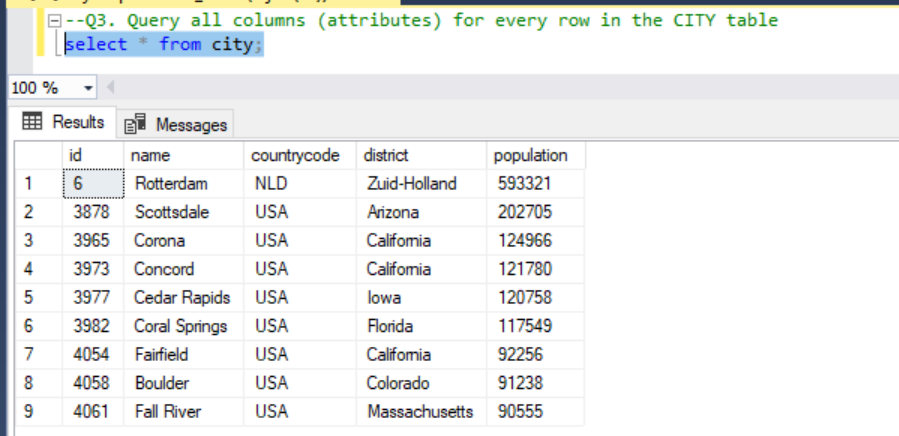 --Q3. Query all columns (attributes) for every row in the CITY table
select * from city;
100 %
Results Messages
id name countrycode district population
1 6 Rotterdam NLD Zuid-Holland 593321
2 3878 Scottsdale USA Arizona 202705
3 3965 Corona USA California 124966
4 3973 Concord USA California 121780
5 3977 Cedar Rapids USA Iowa 120758
6 3982 Coral Springs USA Florida 117549
7 4054 Fairfield USA California 92256
8 4058 Boulder USA Colorado 91238
9 4061 Fall River USA Massachusetts 90555